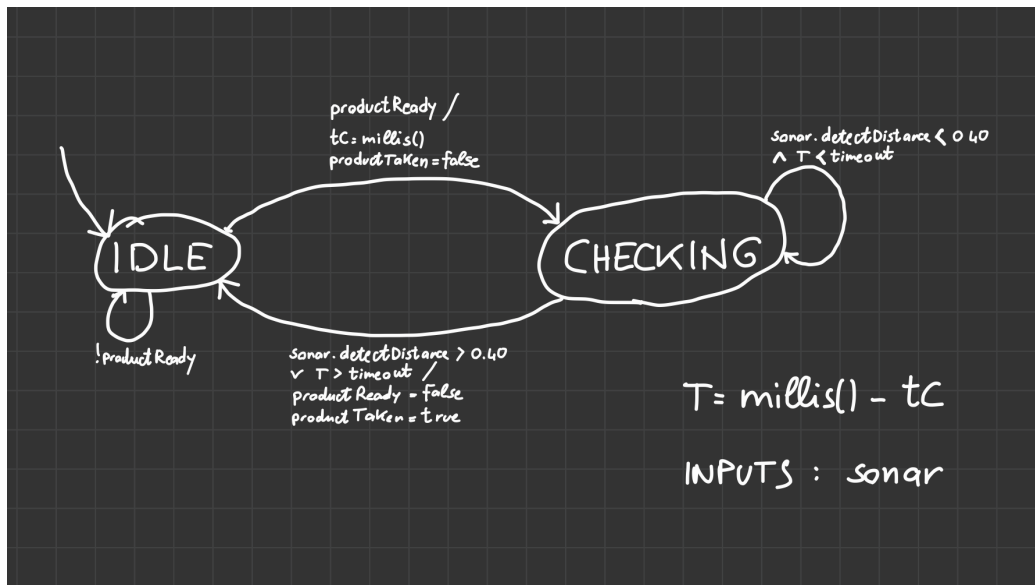 productReady /
tC= millis()
productTaken=false
sonar.detectDistance < 0.40
∧ T < timeout
IDLE
CHECKING
!productReady
sonar.detectDistance > 0.40
∨ T > timeout /
productReady = false
productTaken = true
T= millis() - tC
INPUTS : sonar